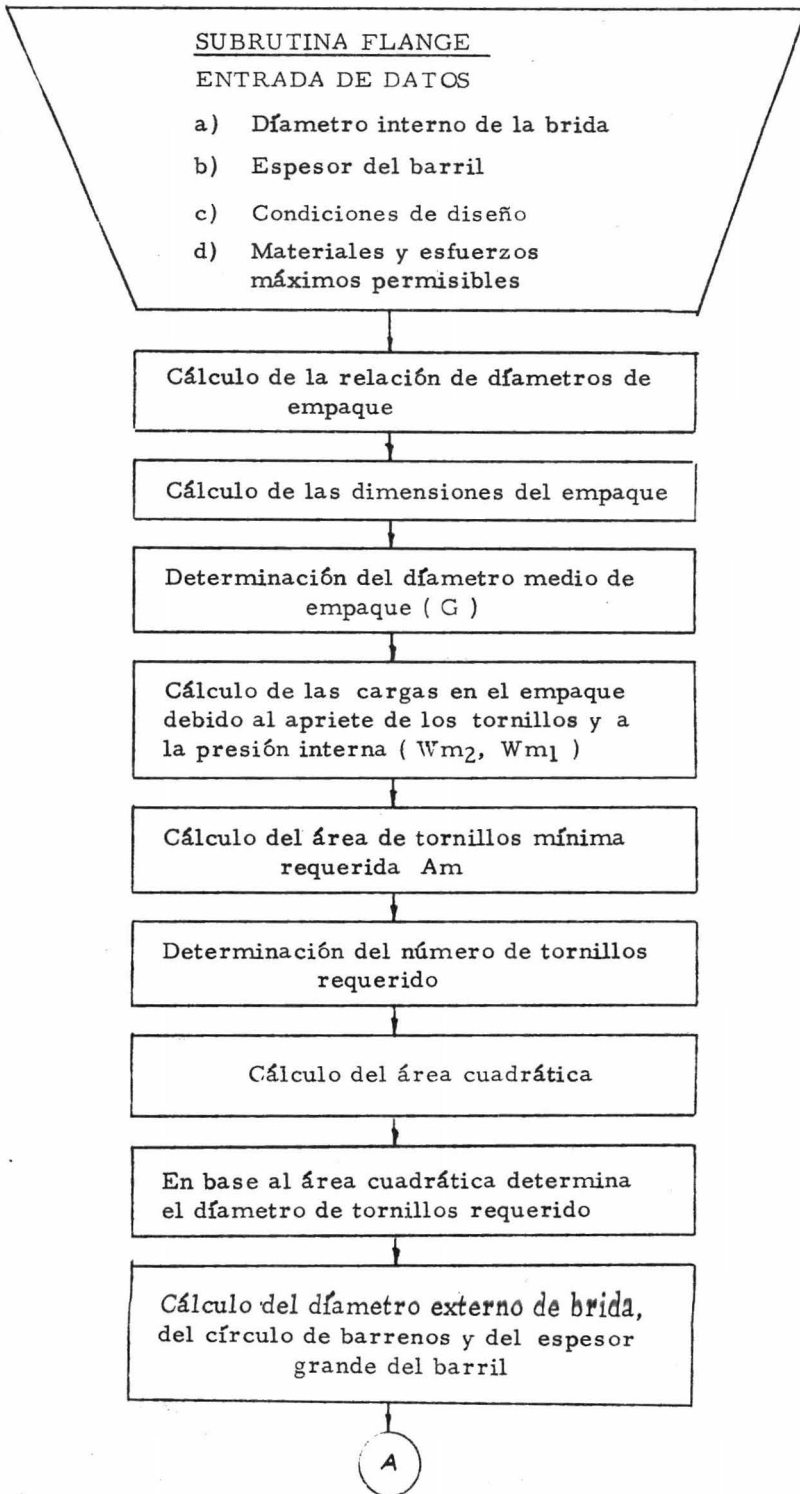 SUBRUTINA FLANGE
ENTRADA DE DATOS
a) Díametro interno de la brida
b) Espesor del barril
c) Condiciones de diseño
d) Materiales y esfuerzos
máximos permisibles
Cálculo de la relación de díametros de
empaque
Cálculo de las dimensiones del empaque
Determinación del díametro medio de
empaque ( G )
Cálculo de las cargas en el empaque
debido al apriete de los tornillos y a
la presión interna ( Wm2, Wm1 )
Cálculo del área de tornillos mínima
requerida Am
Determinación del número de tornillos
requerido
Cálculo del área cuadrática
En base al área cuadrática determina
el díametro de tornillos requerido
Cálculo del díametro externo de brida,
del círculo de barrenos y del espesor
grande del barril
A